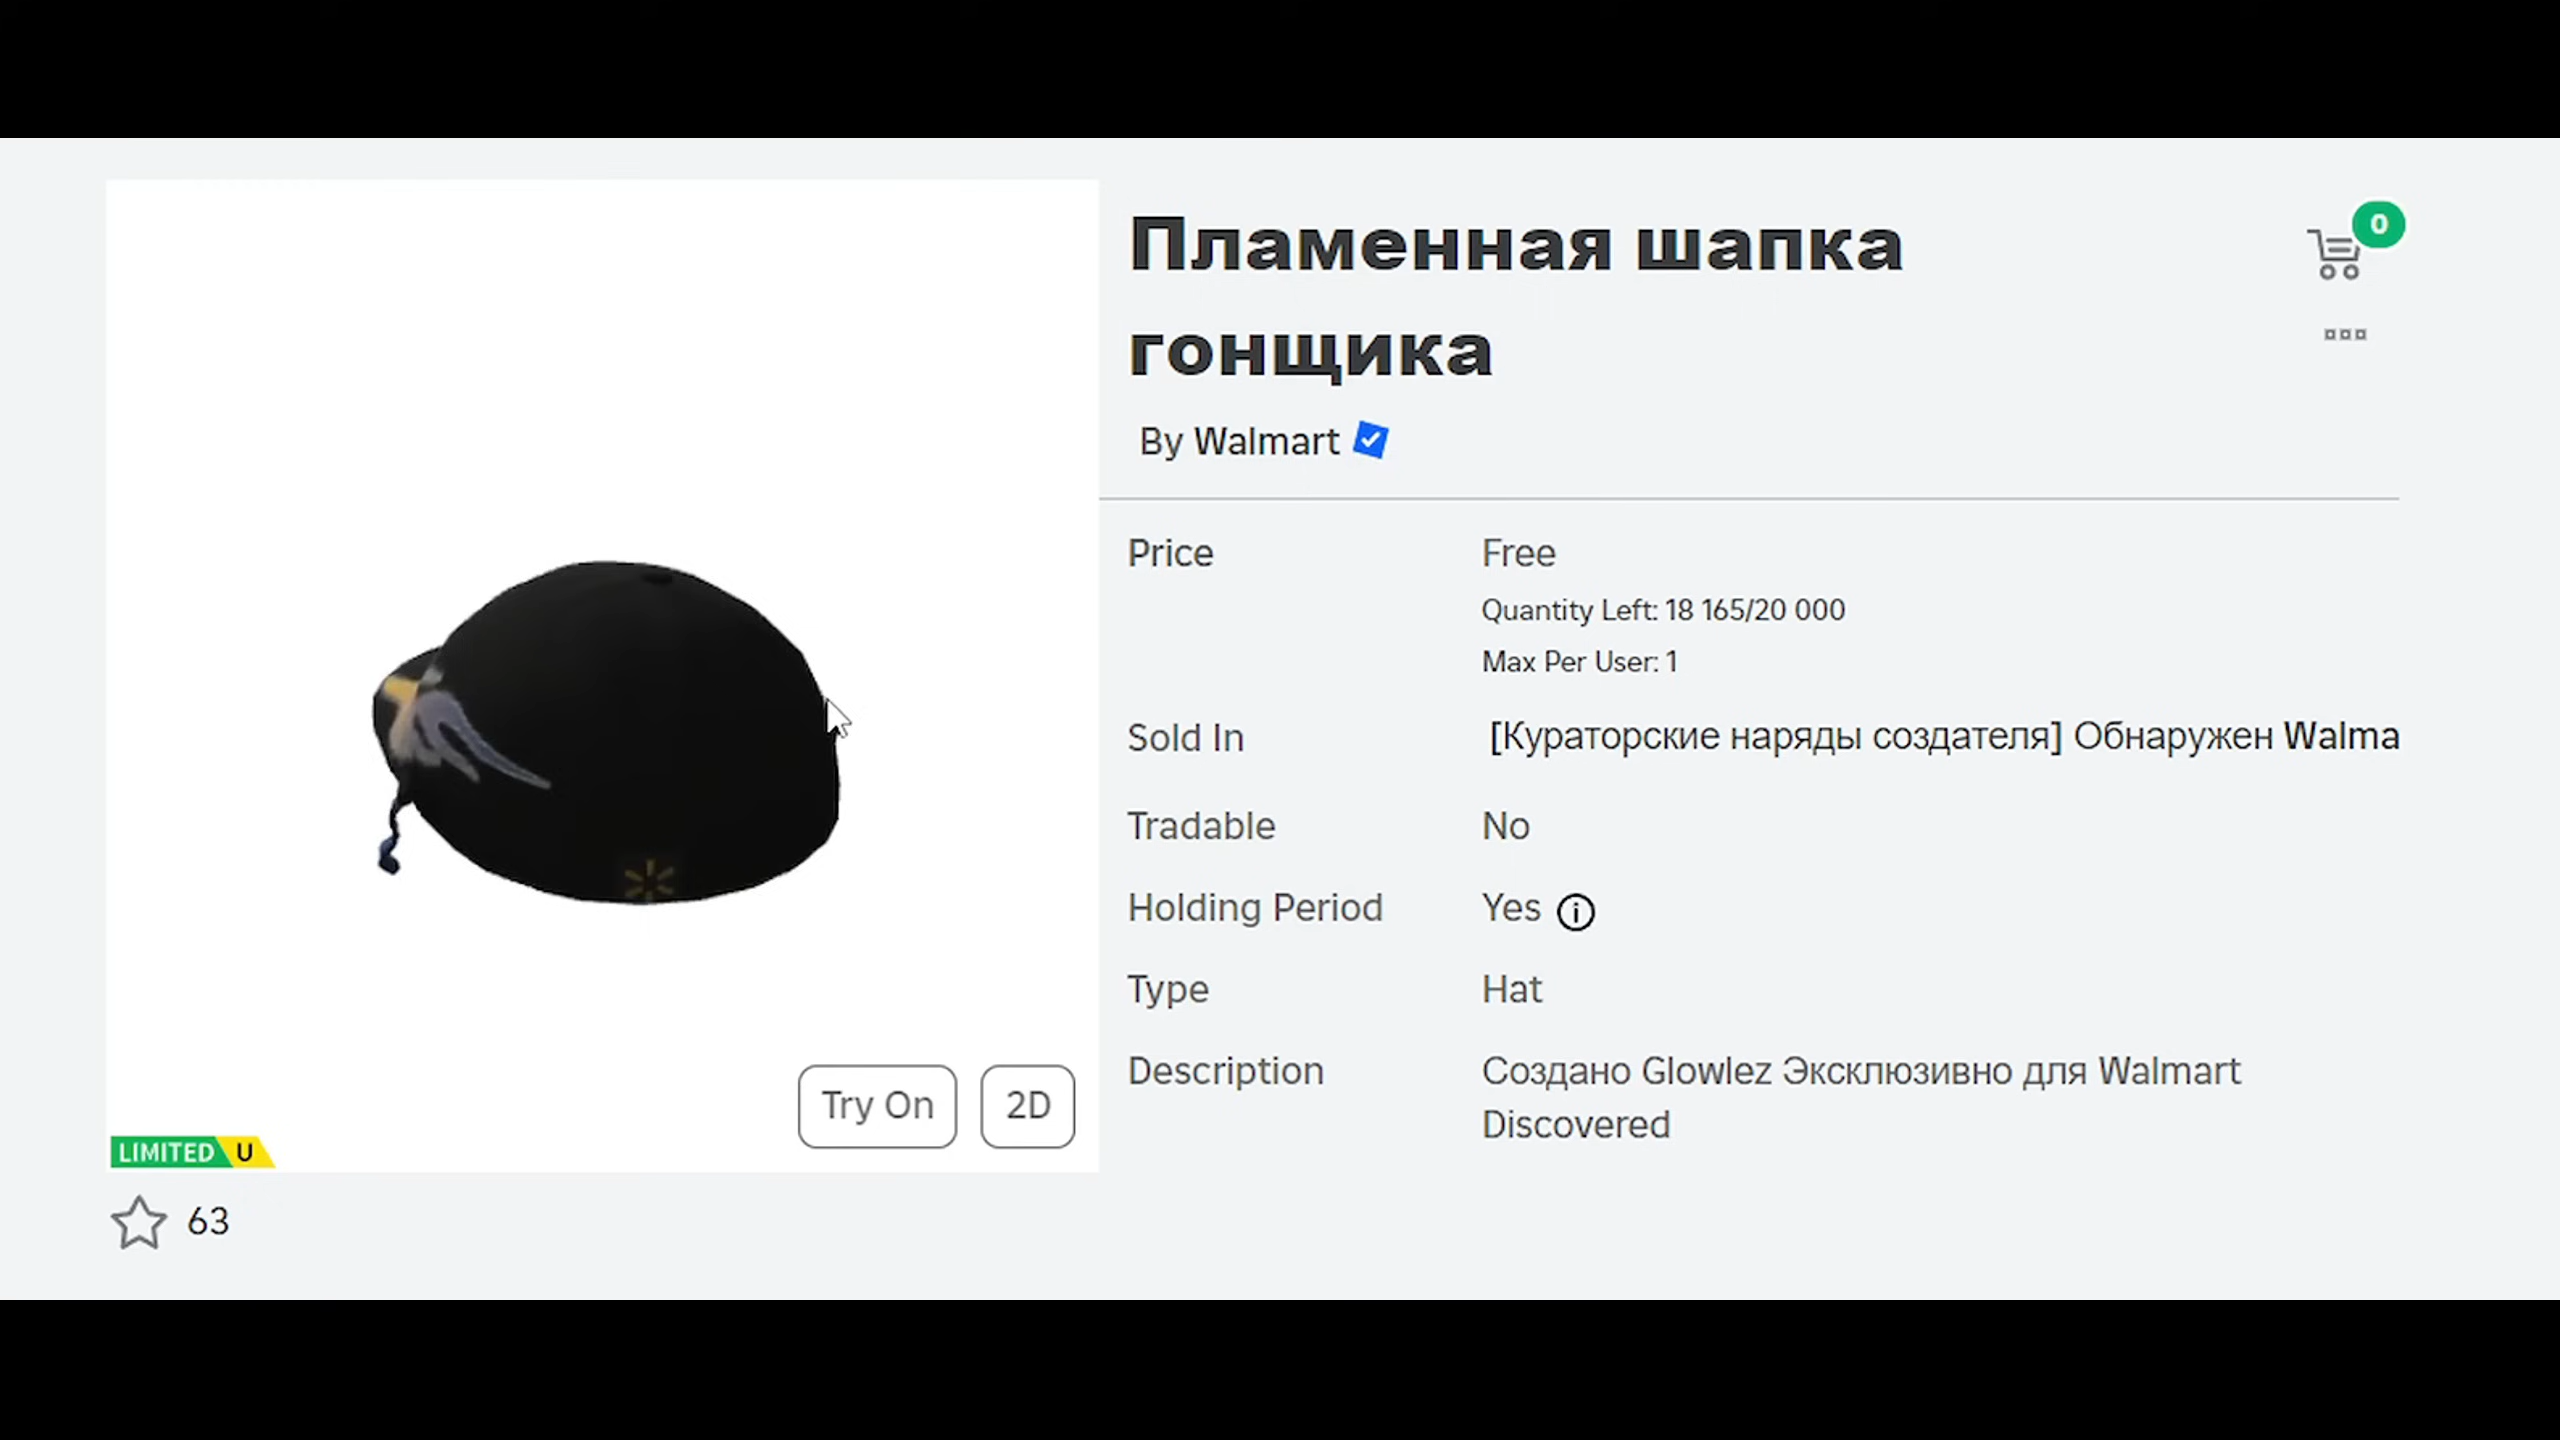 Пламенная шапка
гонщика
0
By Walmart
Price
Free
Quantity Left: 18 165/20 000
Max Per User: 1
Sold In
[Кураторские наряды создателя] Обнаружен Walma
Tradable
No
Holding Period
Yes
Type
Hat
Description
Создано Glowlez Эксклюзивно для Walmart
Discovered
Try On
2D
LIMITED U
63